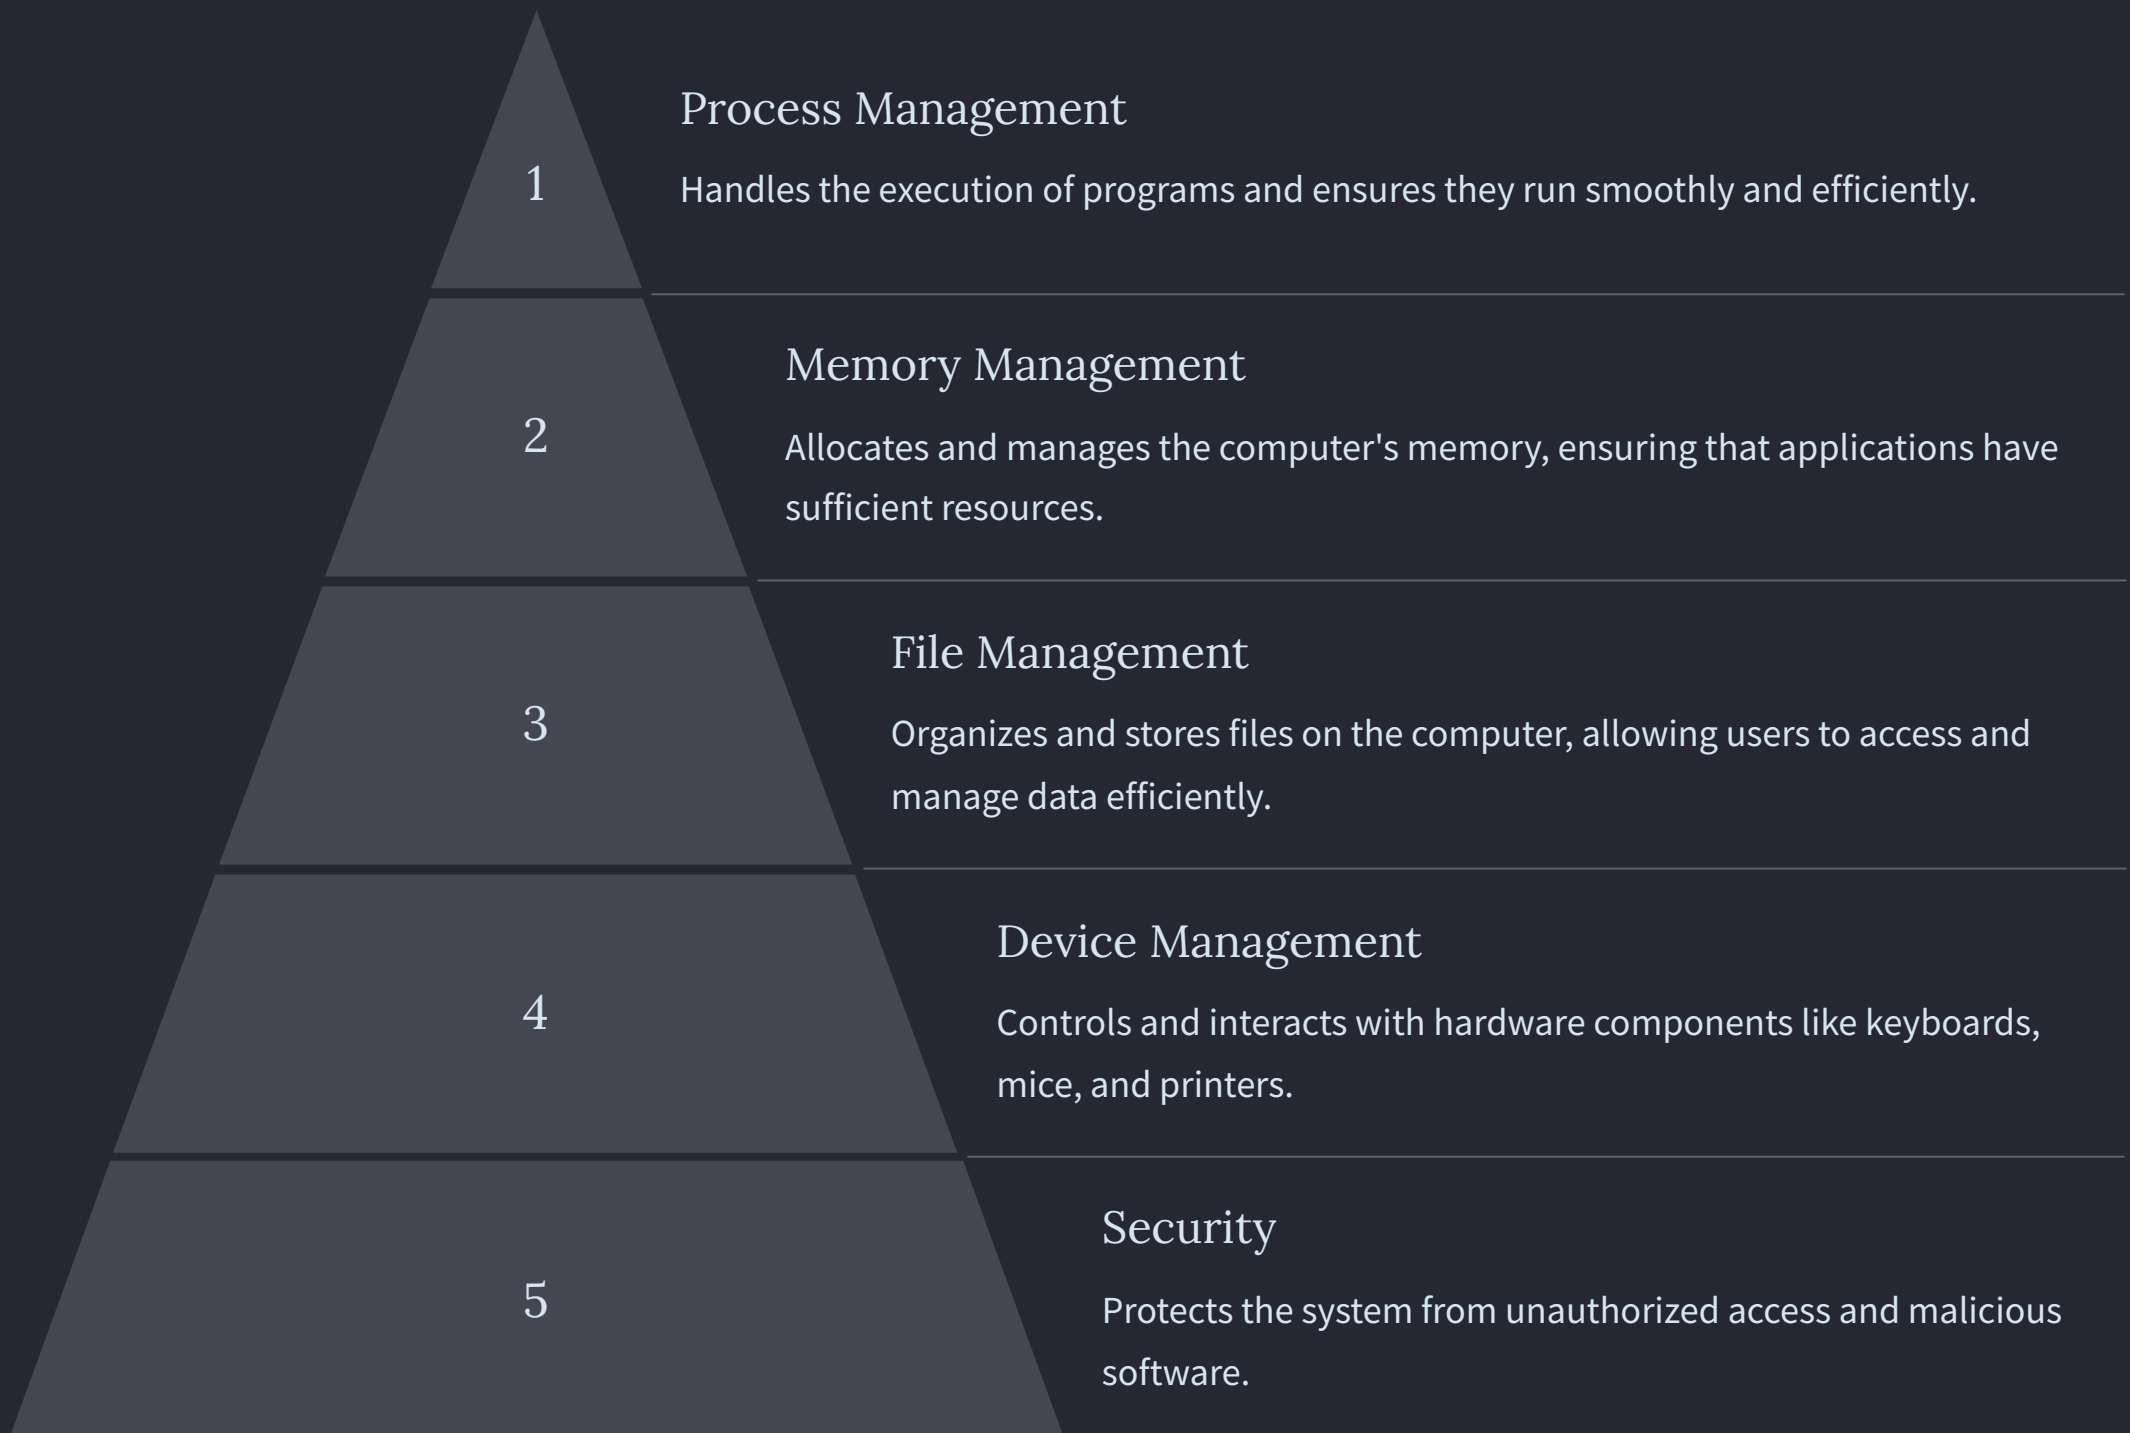 1
Process Management
Handles the execution of programs and ensures they run smoothly and efficiently.
2
Memory Management
Allocates and manages the computer's memory, ensuring that applications have
sufficient resources.
3
File Management
Organizes and stores files on the computer, allowing users to access and
manage data efficiently.
4
Device Management
Controls and interacts with hardware components like keyboards,
mice, and printers.
5
Security
Protects the system from unauthorized access and malicious
software.